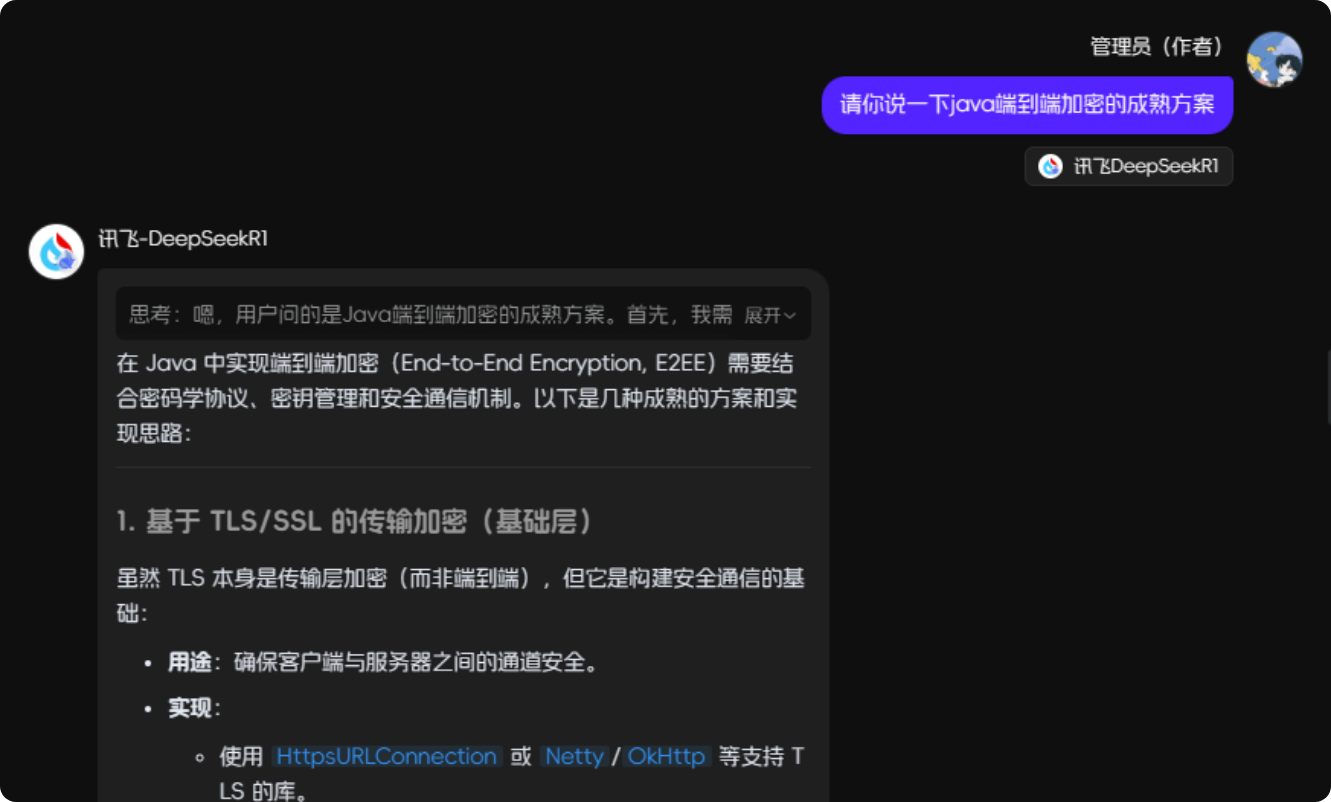 管理员（作者）
请你说一下java端到端加密的成熟方案
讯飞DeepSeekR1
讯飞-DeepSeekR1
思考：嗯，用户问的是Java端到端加密的成熟方案。首先，我需 展开
在 Java 中实现端到端加密（End-to-End Encryption, E2EE）需要结
合密码学协议、密钥管理和安全通信机制。以下是几种成熟的方案和实
现思路：
1. 基于 TLS/SSL 的传输加密（基础层）
虽然 TLS 本身是传输层加密（而非端到端），但它是构建安全通信的基
础：
• 用途：确保客户端与服务器之间的通道安全。
• 实现：
◦ 使用 HttpsURLConnection 或 Netty / OkHttp 等支持 T
LS 的库。